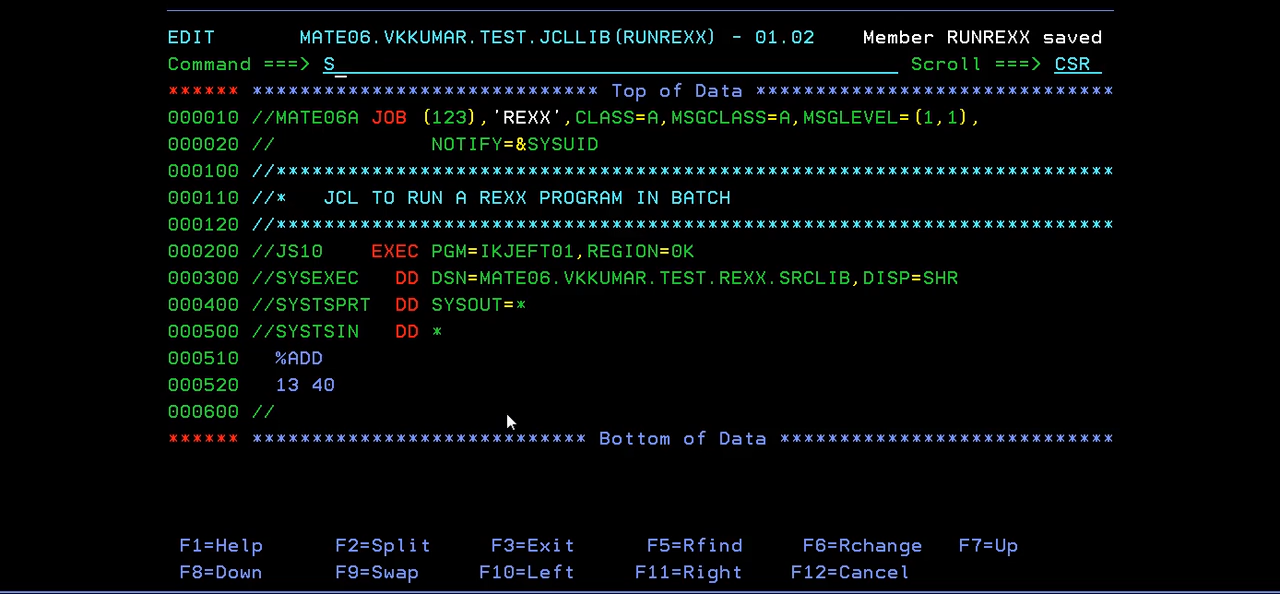 EDIT       MATE06.VKKUMAR.TEST.JCLLIB(RUNREXX) - 01.02    Member RUNREXX saved
Command ===> S                                                Scroll ===> CSR
****** ***************************** Top of Data ******************************
000010 //MATE06A JOB (123),'REXX',CLASS=A,MSGCLASS=A,MSGLEVEL=(1,1),
000020 //             NOTIFY=&SYSUID
000100 //**********************************************************************
000110 //*   JCL TO RUN A REXX PROGRAM IN BATCH
000120 //**********************************************************************
000200 //JS10    EXEC PGM=IKJEFT01,REGION=0K
000300 //SYSEXEC   DD DSN=MATE06.VKKUMAR.TEST.REXX.SRCLIB,DISP=SHR
000400 //SYSTSPRT  DD SYSOUT=*
000500 //SYSTSIN   DD *
000510   %ADD
000520   13 40
000600 //
****** **************************** Bottom of Data ****************************
F1=Help      F2=Split     F3=Exit      F5=Rfind     F6=Rchange   F7=Up
F8=Down      F9=Swap     F10=Left     F11=Right    F12=Cancel